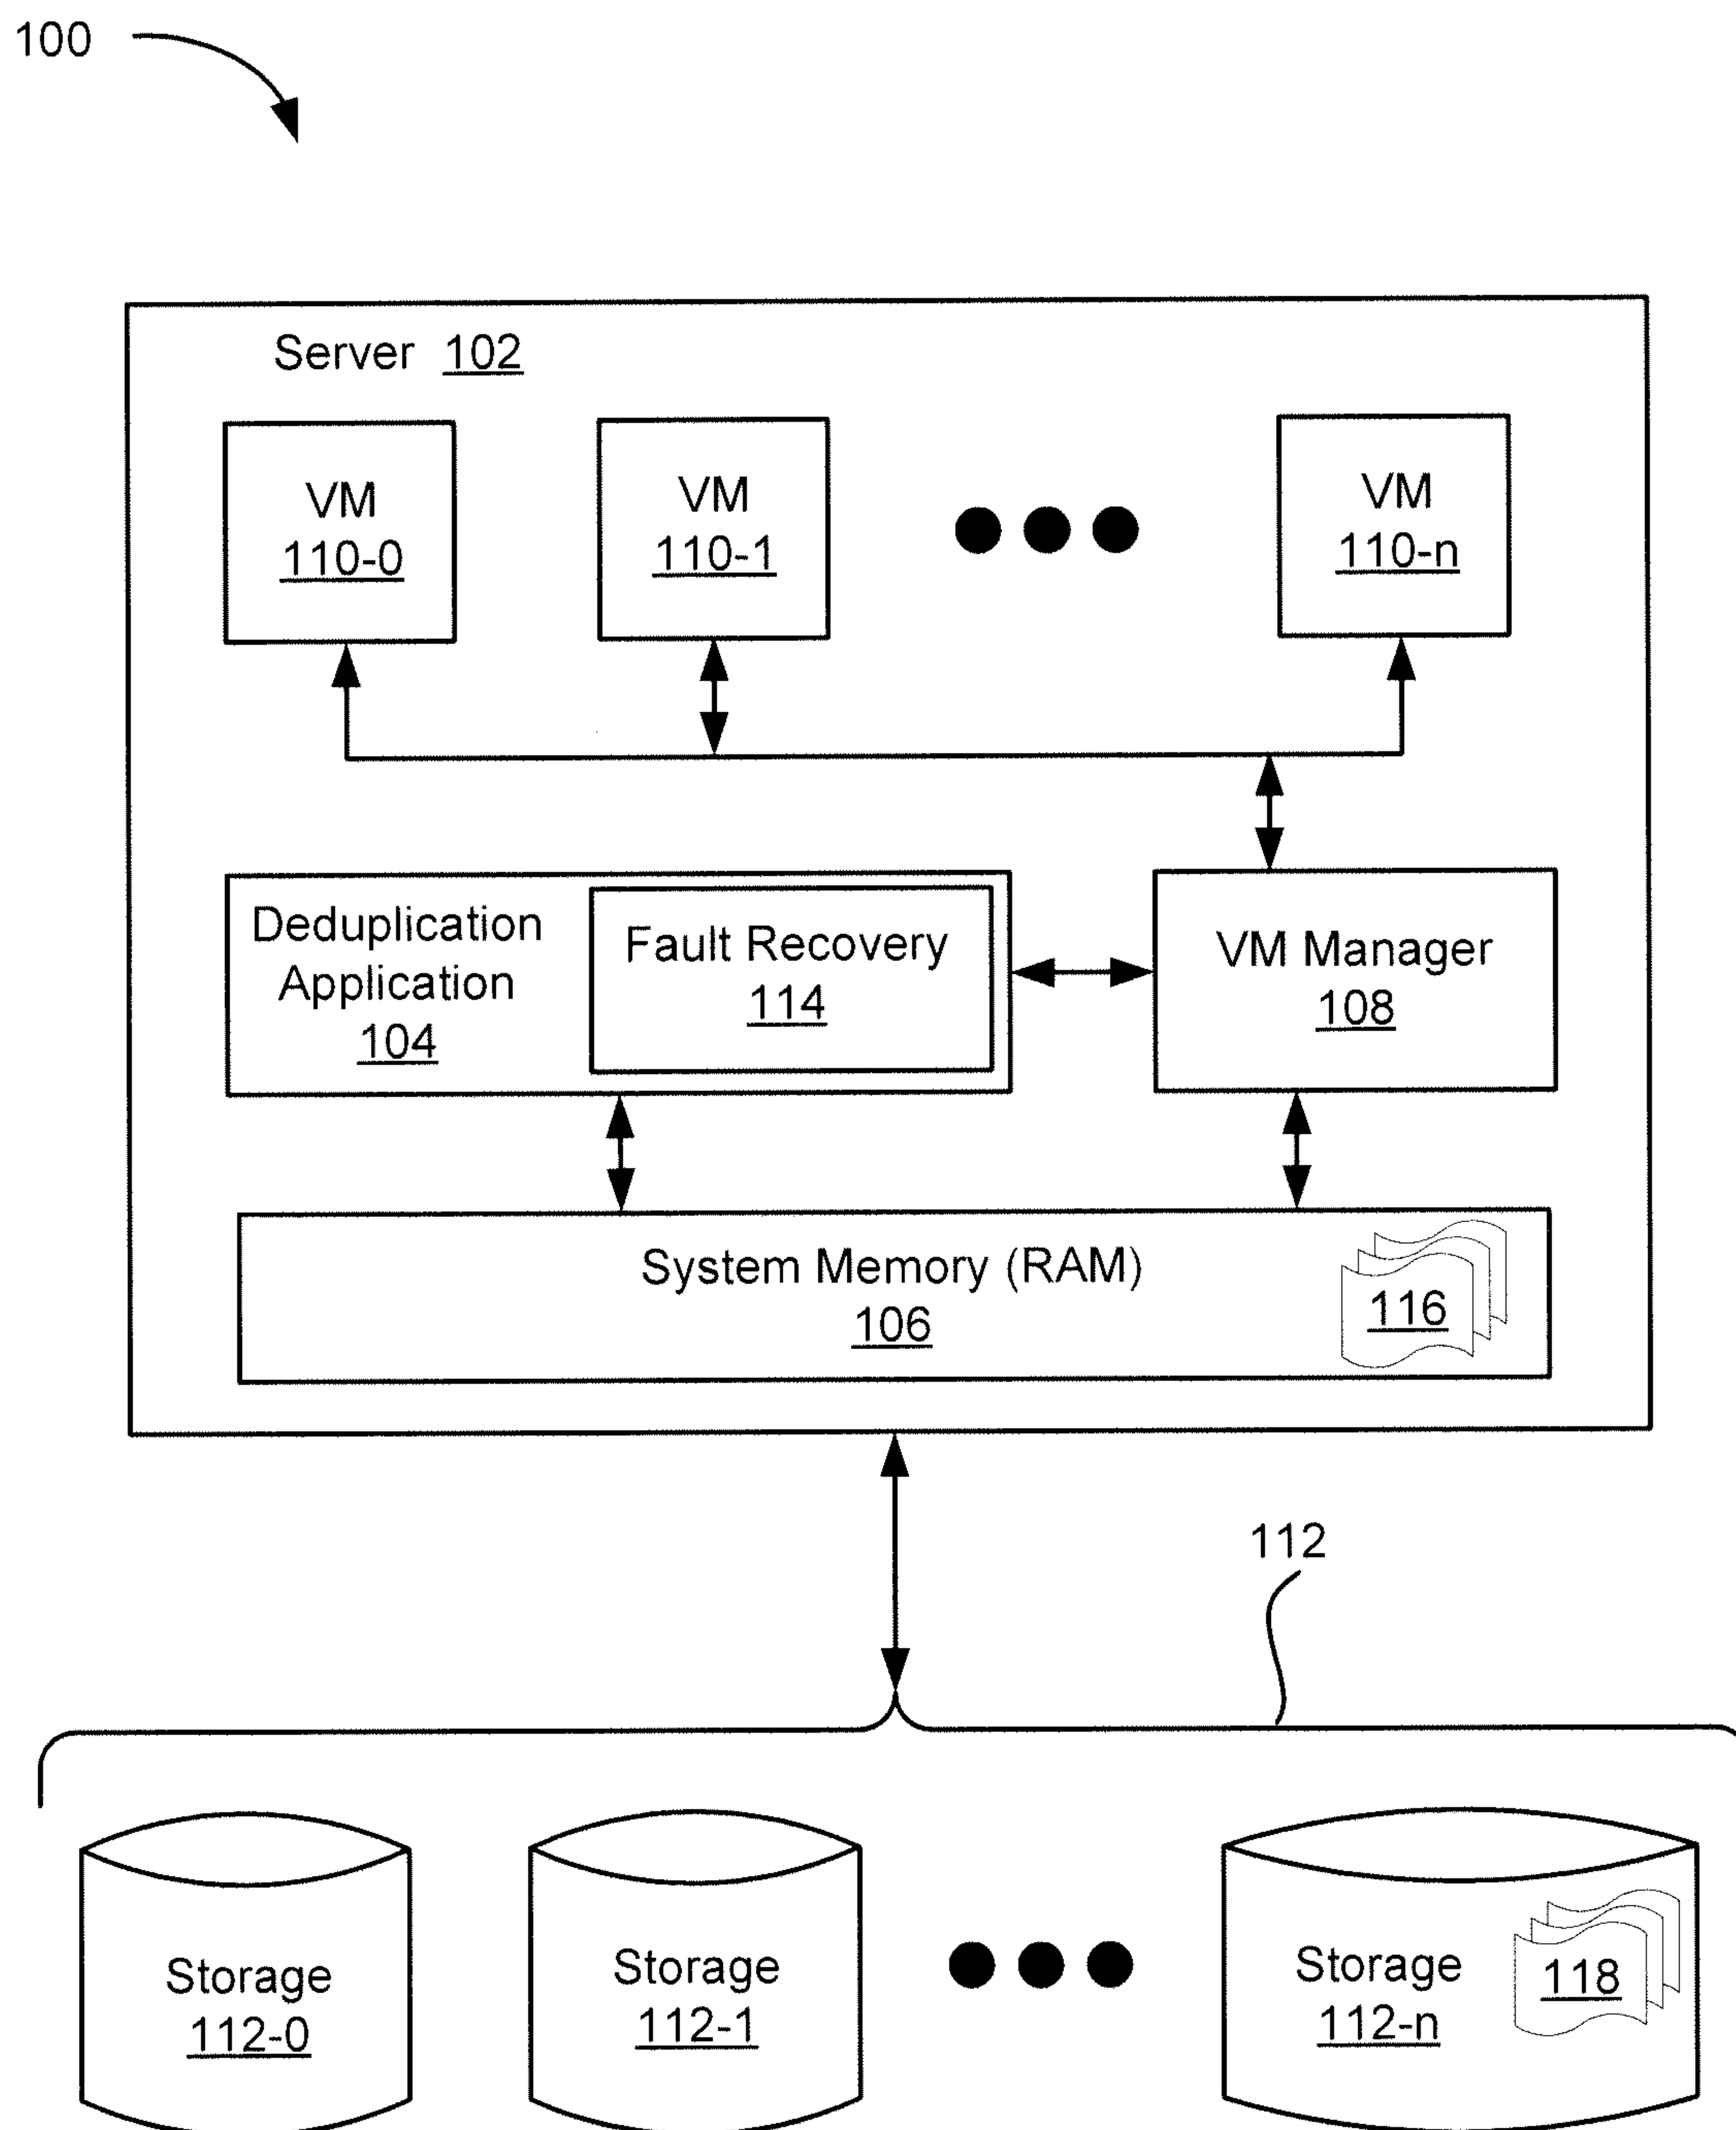 100
Server 102
VM
110-0
VM
110-1
VM
110-n
Deduplication
Application
104
Fault Recovery
114
VM Manager
108
System Memory (RAM)
106
116
112
Storage
112-0
Storage
112-1
Storage
112-n
118